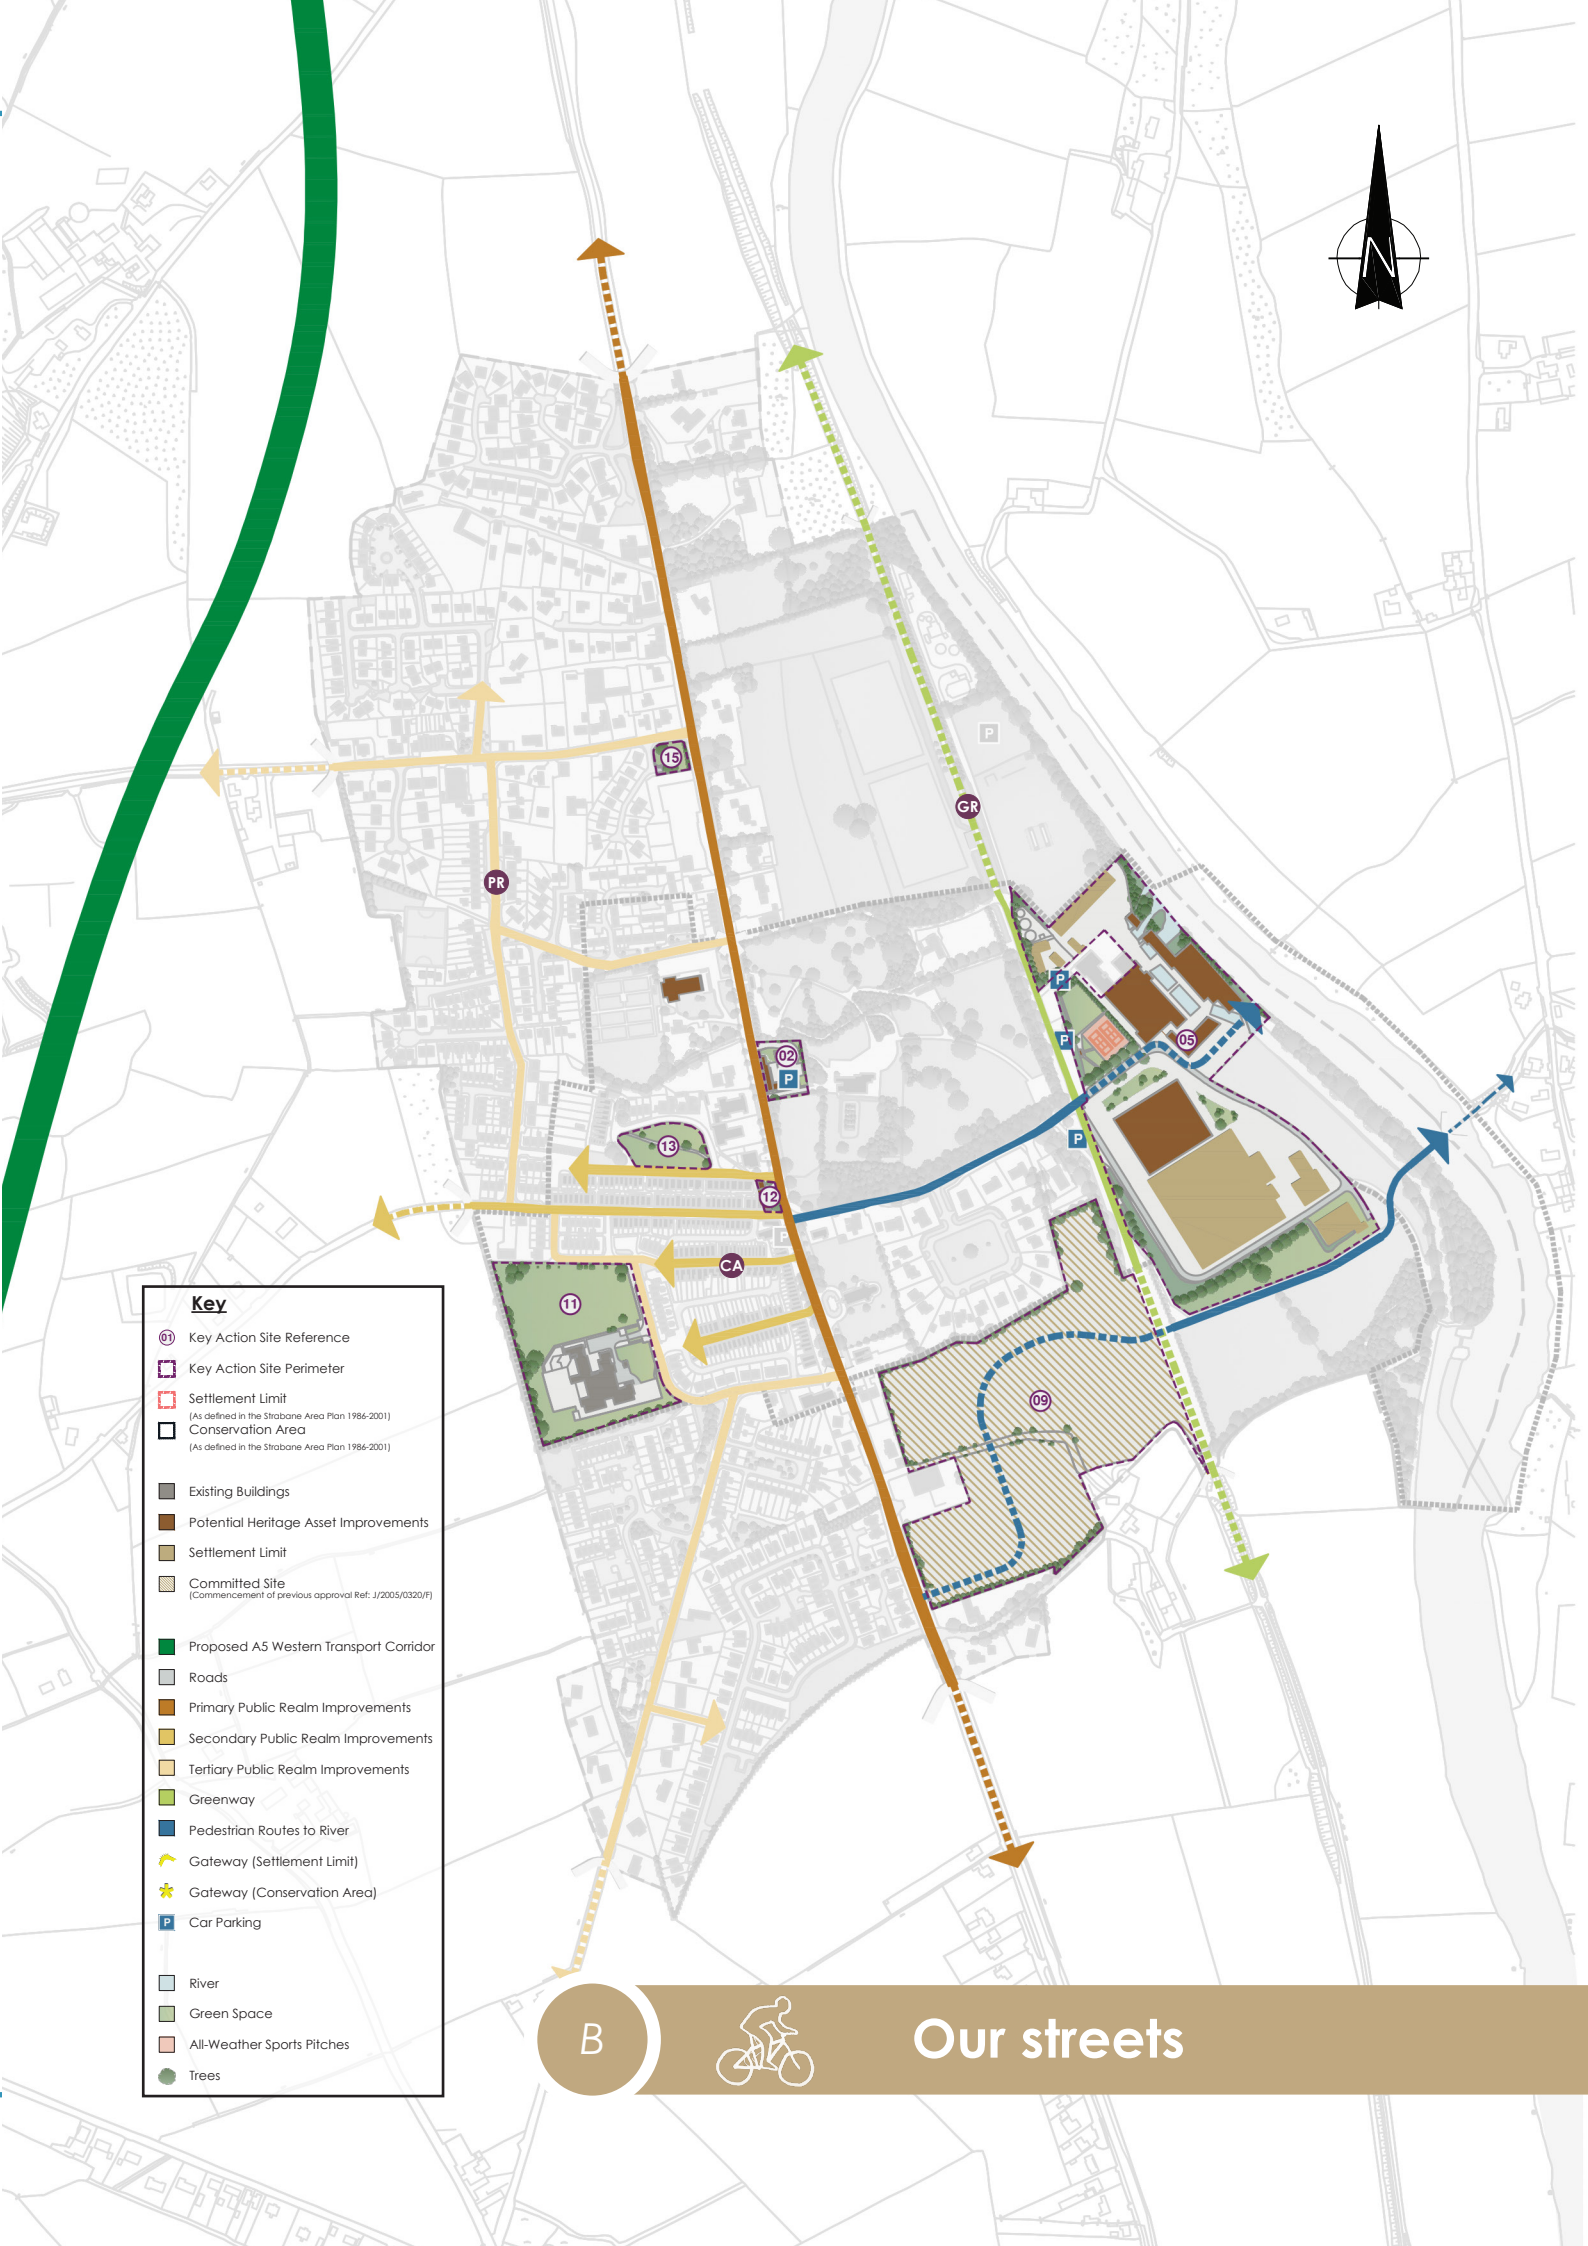 N
15
P
GR
PR
P
P
05
02
P
P
13
12
P
CA
11
09
Key
01 Key Action Site Reference
Key Action Site Perimeter
Settlement Limit
(As defined in the Strabane Area Plan 1986-2001)
Conservation Area
(As defined in the Strabane Area Plan 1986-2001)
Existing Buildings
Potential Heritage Asset Improvements
Settlement Limit
Committed Site
(Commencement of previous approval Ref: J/2005/0320/F)
Proposed A5 Western Transport Corridor
Roads
Primary Public Realm Improvements
Secondary Public Realm Improvements
Tertiary Public Realm Improvements
Greenway
Pedestrian Routes to River
Gateway (Settlement Limit)
Gateway (Conservation Area)
P Car Parking
River
Green Space
All-Weather Sports Pitches
Trees
B
Our streets